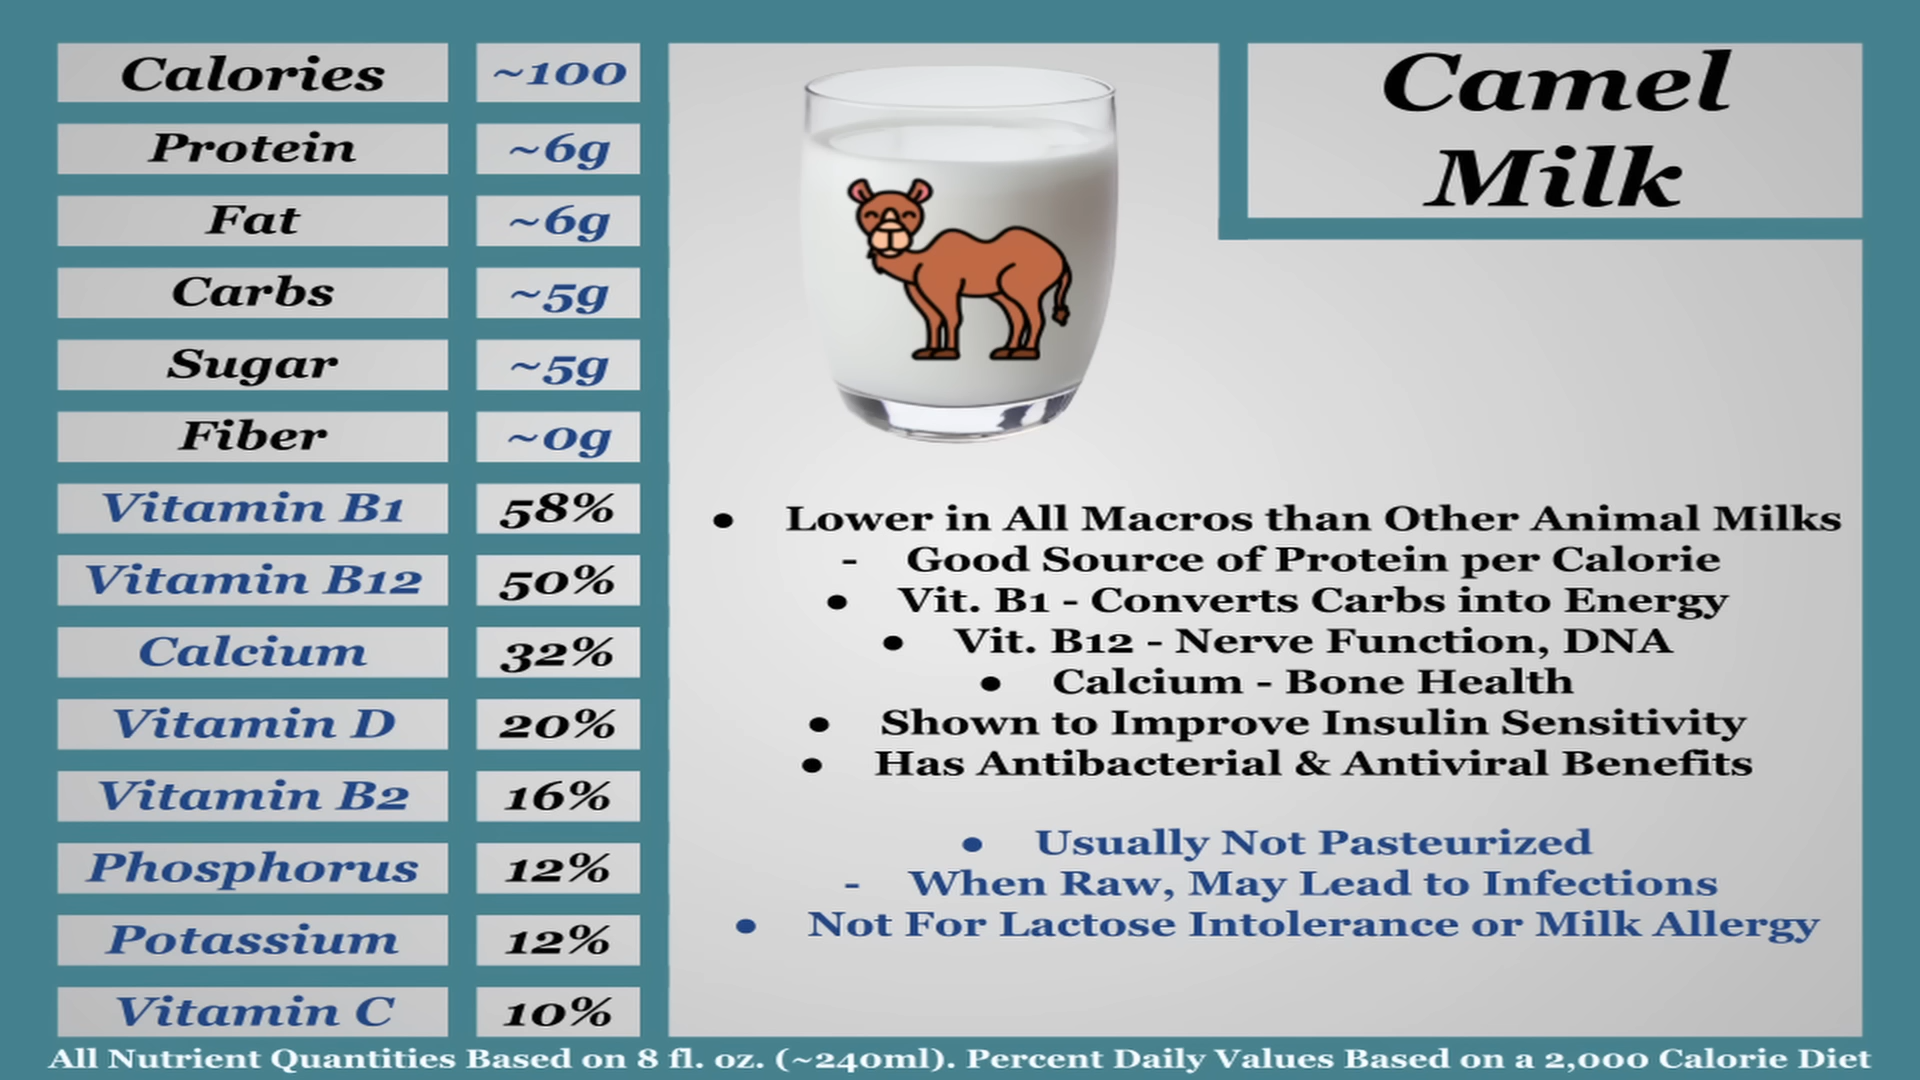 Calories ~100
Protein ~6g
Fat ~6g
Carbs ~5g
Sugar ~5g
Fiber ~0g
Vitamin B1 58%
Vitamin B12 50%
Calcium 32%
Vitamin D 20%
Vitamin B2 16%
Phosphorus 12%
Potassium 12%
Vitamin C 10%
Camel
Milk
● Lower in All Macros than Other Animal Milks
- Good Source of Protein per Calorie
● Vit. B1 - Converts Carbs into Energy
● Vit. B12 - Nerve Function, DNA
● Calcium - Bone Health
● Shown to Improve Insulin Sensitivity
● Has Antibacterial & Antiviral Benefits
● Usually Not Pasteurized
- When Raw, May Lead to Infections
● Not For Lactose Intolerance or Milk Allergy
All Nutrient Quantities Based on 8 fl. oz. (~240ml). Percent Daily Values Based on a 2,000 Calorie Diet